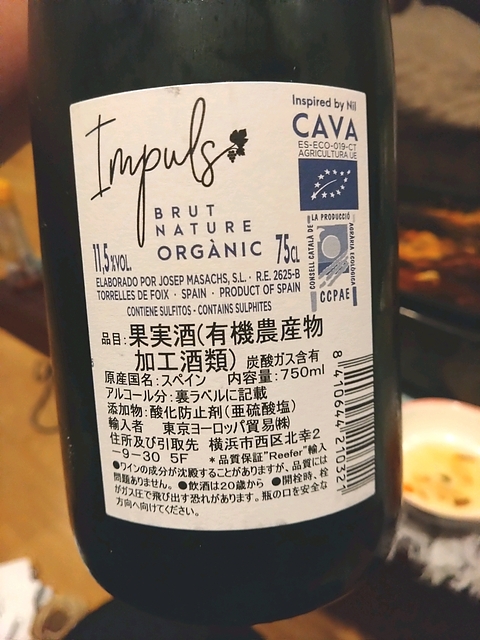 Impuls
BRUT
NATURE
ORGÀNIC
11,5%VOL.
75CL
Inspired by Nil
CAVA
ES-ECO-019-CT
AGRICULTURA UE
LA PRODUCCIÓ
AGRÀRIA ECOLÒGICA
CONSELL CATALÀ DE
CCPAE
ELABORADO POR JOSEP MASACHS, S.L. · R.E. 2625-B
TORRELLES DE FOIX · SPAIN · PRODUCT OF SPAIN
CONTIENE SULFITOS · CONTAINS SULPHITES
品目:果実酒(有機農産物
加工酒類) 炭酸ガス含有
原産国名:スペイン 内容量:750ml
アルコール分:裏ラベルに記載
添加物:酸化防止剤(亜硫酸塩)
輸入者 東京ヨーロッパ貿易㈱
住所及び引取先 横浜市西区北幸2
-9-30 5F *品質保証"Reefer"輸入
●ワインの成分が沈殿することがありますが、品質には
問題ありません。●飲酒は20歳から ●開栓時、栓
がガス圧で飛び出す恐れがあります。瓶の口を安全な
方向へ向けてください。
8 410644 210321